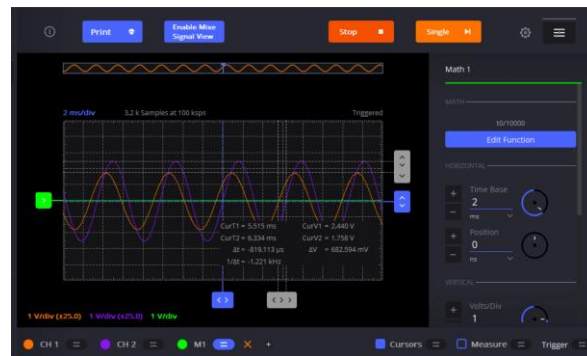 Print
Enable Mixe
Signal View
Stop
Single
Math 1
2 ms/div
3.2 k Samples at 100 ksps
Triggered
MATH
t0/10000
Edit Function
HORIZONTAL
Time Base
2
ms
Position
0
ns
CurT1 = 5.515 ms
CurV1 = 2.440 V
CurT2 = 6.334 ms
CurV2 = 1.758 V
Δt = -819.113 µs
ΔV = 682.594 mV
1/Δt = -1.221 kHz
VERTICAL
Volts/Div
1
1 V/div (±25.0)
1 V/div (±25.0)
1 V/div
CH 1
CH 2
M1
Cursors
Measure
Trigger